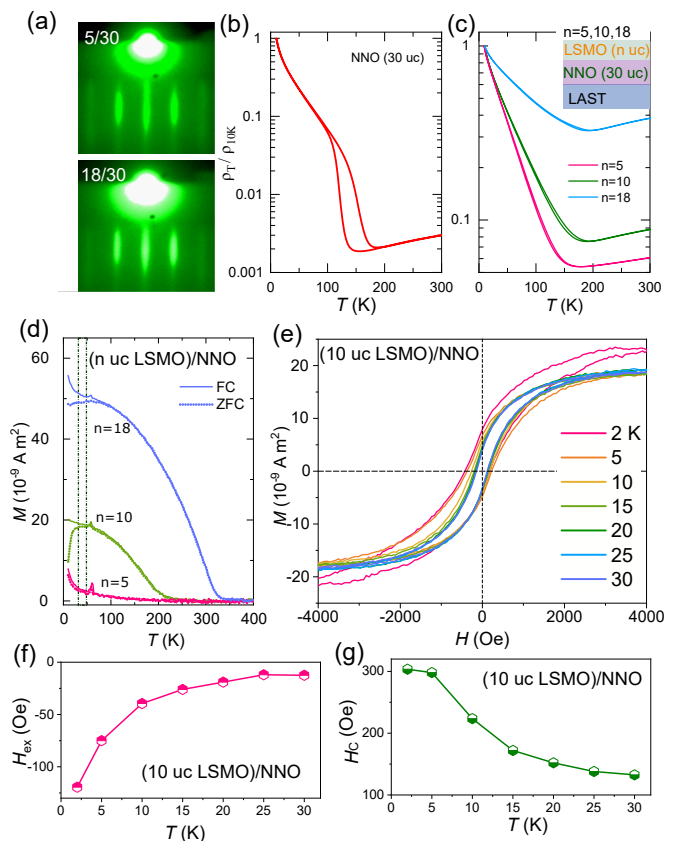 (a)
5/30
18/30
(b)
NNO (30 uc)
1
0.1
0.01
0.001
ρT / ρ10K
0
100
200
300
T (K)
(c)
n=5,10,18
LSMO (n uc)
NNO (30 uc)
LAST
1
0.1
n=5
n=10
n=18
0
100
200
300
T (K)
(d)
(n uc LSMO)/NNO
FC
ZFC
n=18
n=10
n=5
60
40
20
0
M (10⁻⁹ A m²)
0
100
200
300
400
T (K)
(e)
(10 uc LSMO)/NNO
20
10
0
-10
-20
M (10⁻⁹ A m²)
2 K
5
10
15
20
25
30
-4000
-2000
0
2000
4000
H (Oe)
(f)
0
-50
-100
Hex (Oe)
(10 uc LSMO)/NNO
0
5
10
15
20
25
30
T (K)
(g)
(10 uc LSMO)/NNO
300
150
HC (Oe)
0
5
10
15
20
25
30
T (K)